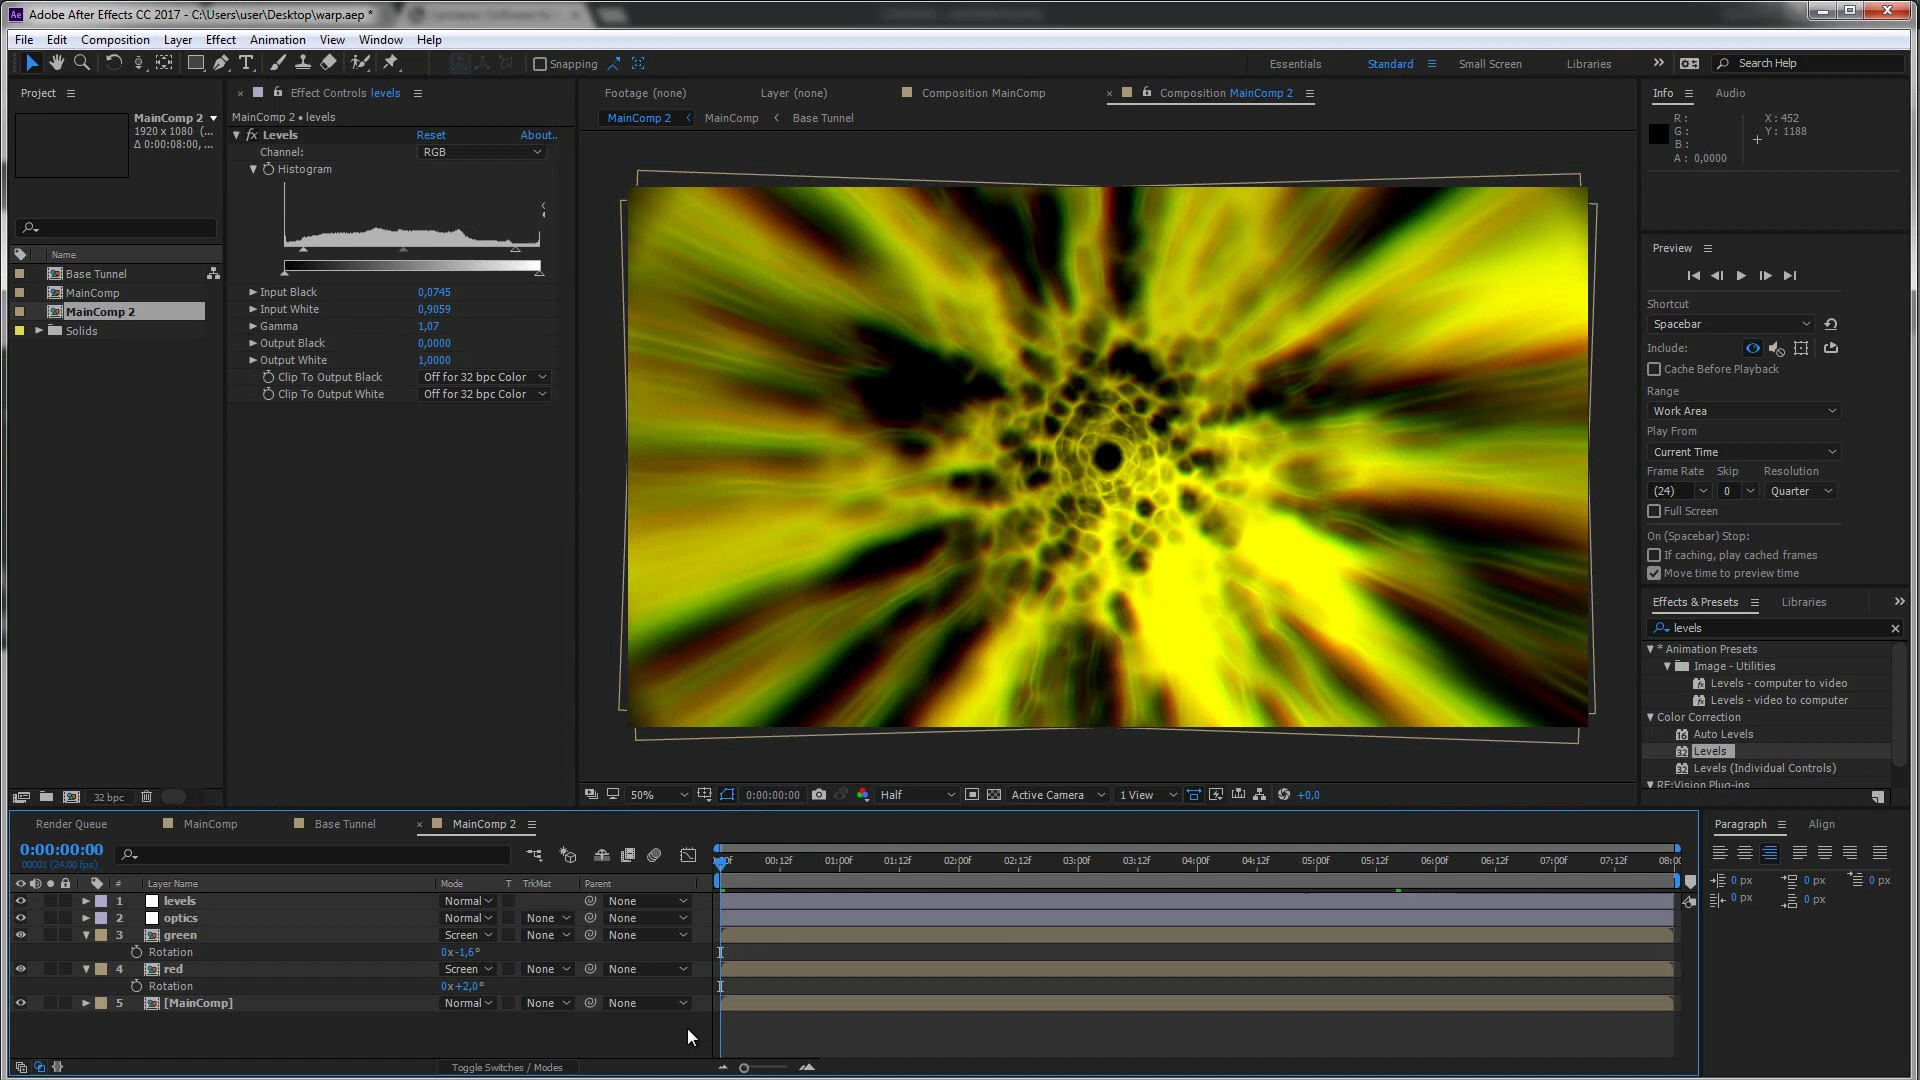 Adobe After Effects CC 2017 - C:\Users\user\Desktop\warp.aep *
File Edit Composition Layer Effect Animation View Window Help
Snapping
Essentials Standard Small Screen Libraries Search Help
Project
MainComp 2
1920 x 1080 (...
Δ 0:00:08:00, ...
Name
Base Tunnel
MainComp
MainComp 2
Solids
32 bpc
Effect Controls levels
MainComp 2 • levels
fx Levels Reset About..
Channel: RGB
Histogram
Input Black 0,0745
Input White 0,9059
Gamma 1,07
Output Black 0,0000
Output White 1,0000
Clip To Output Black Off for 32 bpc Color
Clip To Output White Off for 32 bpc Color
Footage (none) Layer (none) Composition MainComp Composition MainComp 2
MainComp 2 MainComp Base Tunnel
50% 0:00:00:00 Half Active Camera 1 View +0,0
Info Audio
R:
G:
B:
A: 0,0000
X: 452
Y: 1188
Preview
Shortcut
Spacebar
Include:
Cache Before Playback
Range
Work Area
Play From
Current Time
Frame Rate Skip Resolution
(24) 0 Quarter
Full Screen
On (Spacebar) Stop:
If caching, play cached frames
Move time to preview time
Effects & Presets Libraries
levels
* Animation Presets
Image - Utilities
Levels - computer to video
Levels - video to computer
Color Correction
Auto Levels
Levels
Levels (Individual Controls)
RE:Vision Plug-ins
Render Queue MainComp Base Tunnel MainComp 2
0:00:00:00
00001 (24.00 fps)
00:12f 01:00f 01:12f 02:00f 02:12f 03:00f 03:12f 04:00f 04:12f 05:00f 05:12f 06:00f 06:12f 07:00f 07:12f
# Layer Name Mode T TrkMat Parent
1 levels Normal None
2 optics Normal None None
3 green Screen None None
Rotation 0x-1,6°
4 red Screen None None
Rotation 0x+2,0°
5 [MainComp] Normal None None
Toggle Switches / Modes
Paragraph Align
0 px 0 px 0 px
0 px 0 px